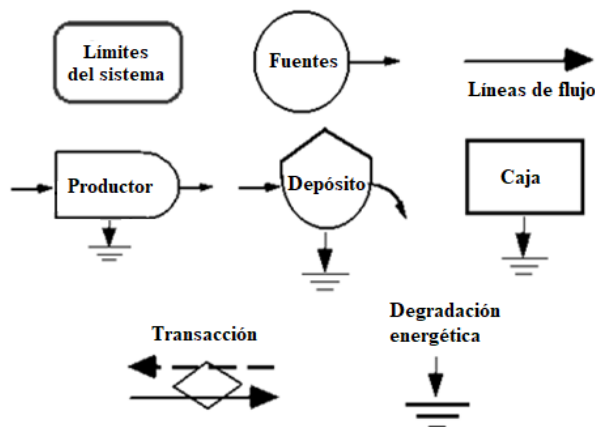 Límites
del sistema
Fuentes
Líneas de flujo
Productor
Depósito
Caja
Transacción
Degradación
energética